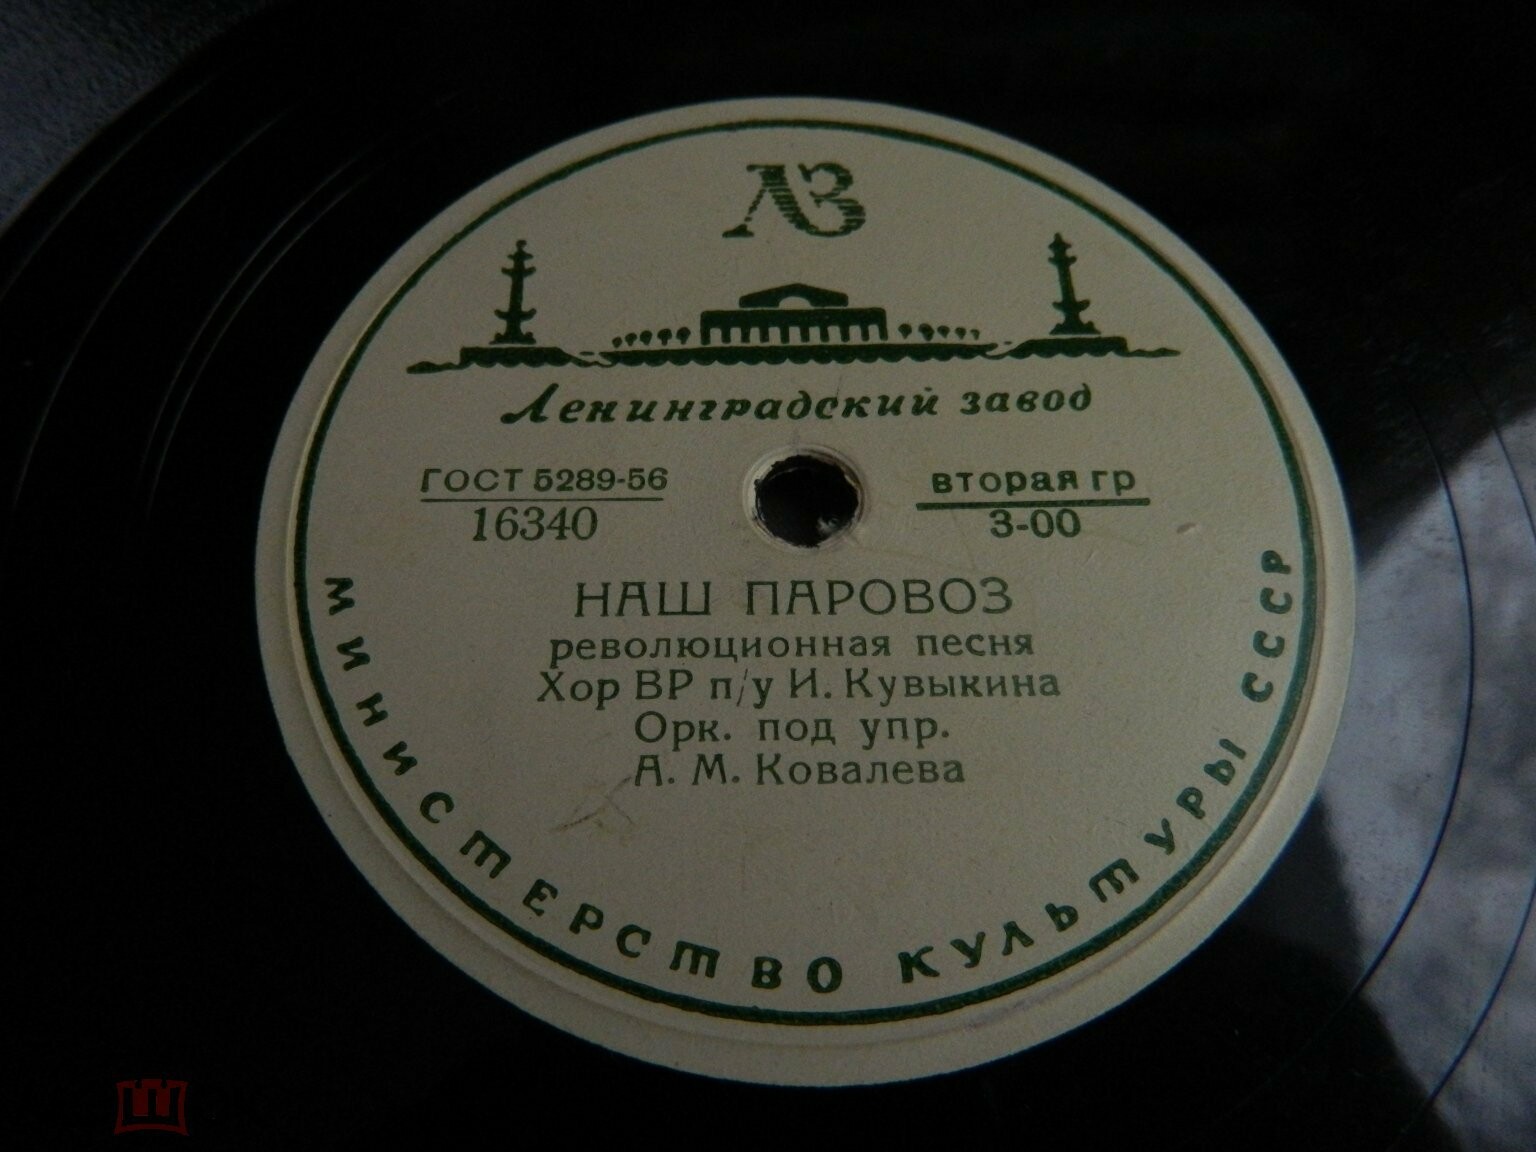 ЛЗ
Ленинградский завод
ГОСТ 5289-56
16340
вторая гр
3-00
НАШ ПАРОВОЗ
революционная песня
Хор ВР п/у И. Кувыкина
Орк. под упр.
А. М. Ковалева
МИНИСТЕРСТВО КУЛЬТУРЫ СССР